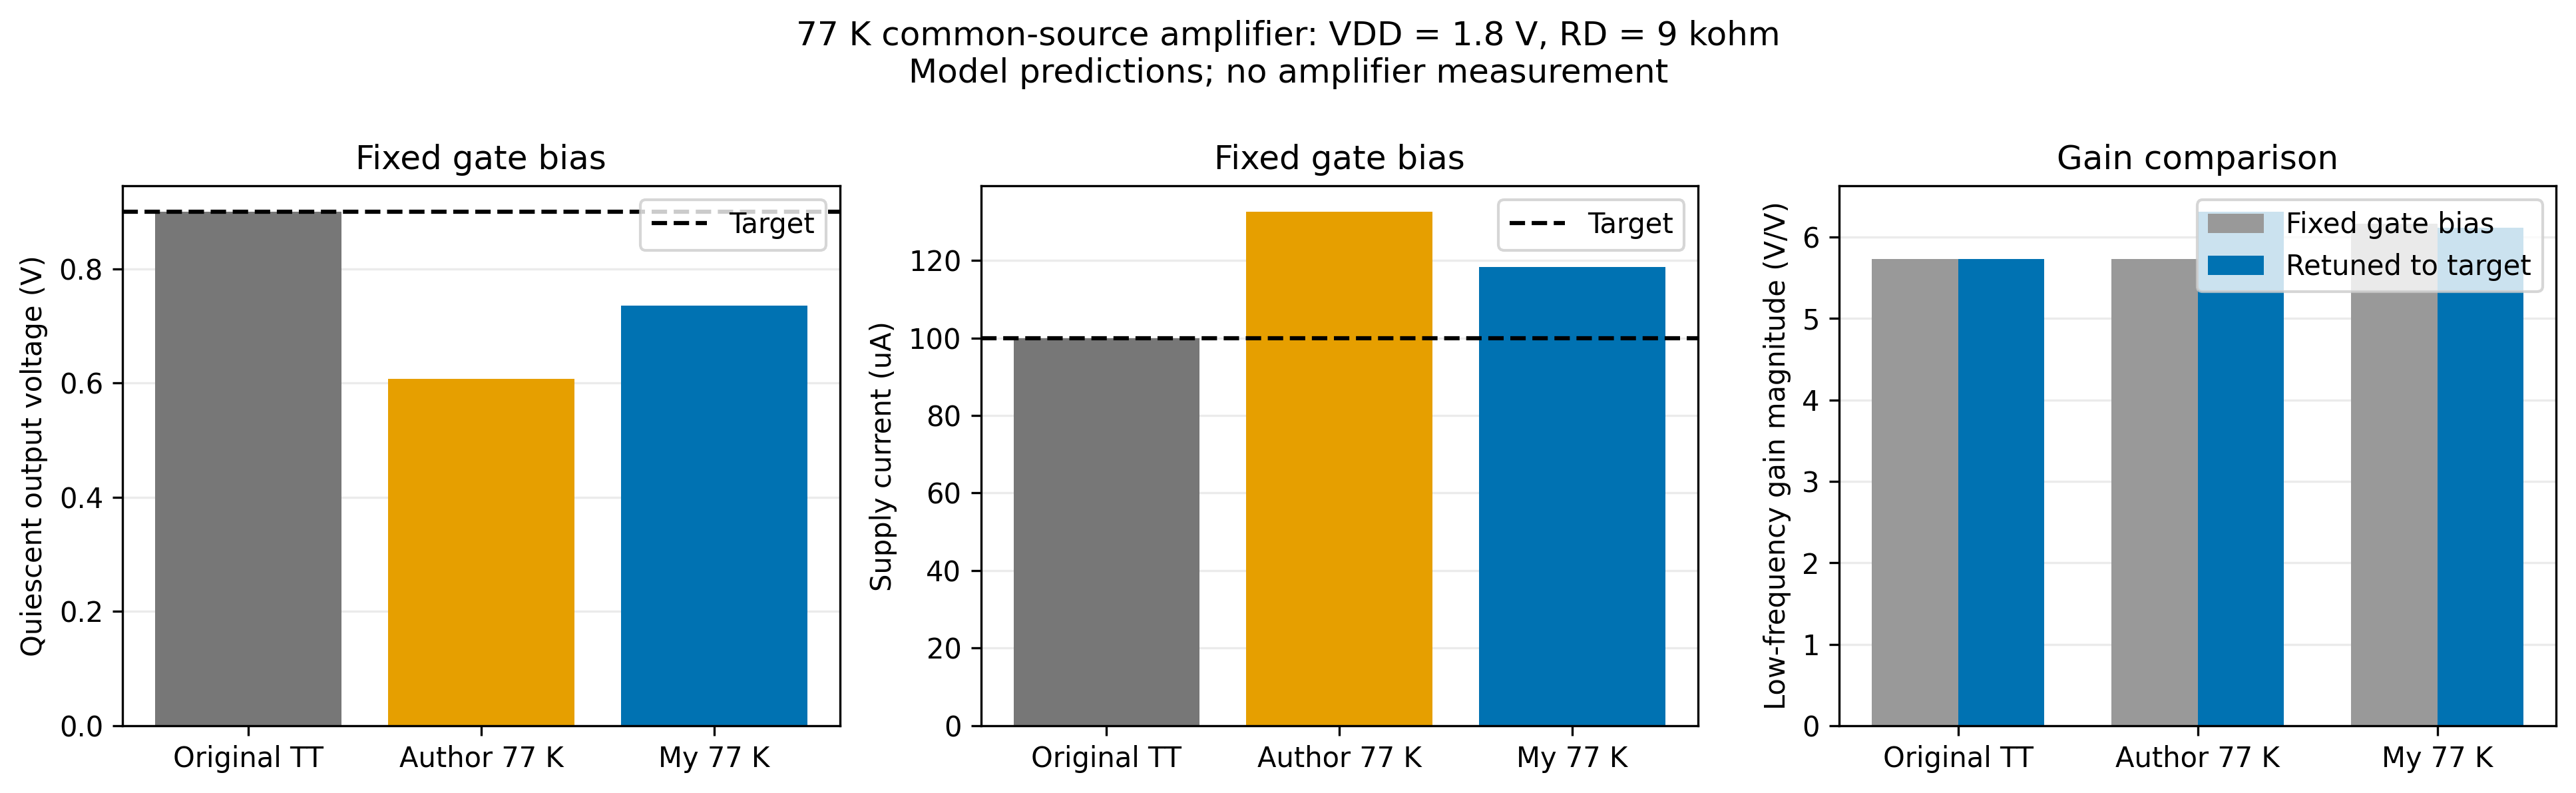 77 K common-source amplifier: VDD = 1.8 V, RD = 9 kohm
Model predictions; no amplifier measurement
Fixed gate bias
Quiescent output voltage (V)
0.8
0.6
0.4
0.2
0.0
Target
Original TT
Author 77 K
My 77 K
Fixed gate bias
Supply current (uA)
120
100
80
60
40
20
0
Target
Original TT
Author 77 K
My 77 K
Gain comparison
Low-frequency gain magnitude (V/V)
6
5
4
3
2
1
0
Fixed gate bias
Retuned to target
Original TT
Author 77 K
My 77 K